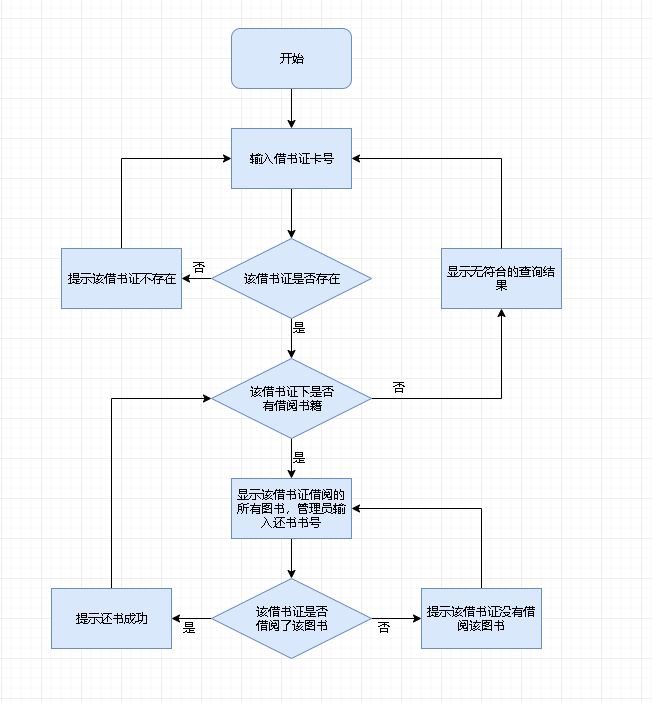 开始
输入借书证卡号
提示该借书证不存在
否
该借书证是否存在
显示无符台的查询结
果
是
该借书证下是否
有借阅书籍
否
是
显示该借书证借阅的
所有图书，管理员输
入还书书号
提示还书成功
是
该借书证是否
借阅了该图书
否
提示该借书证没有借
阅该图书